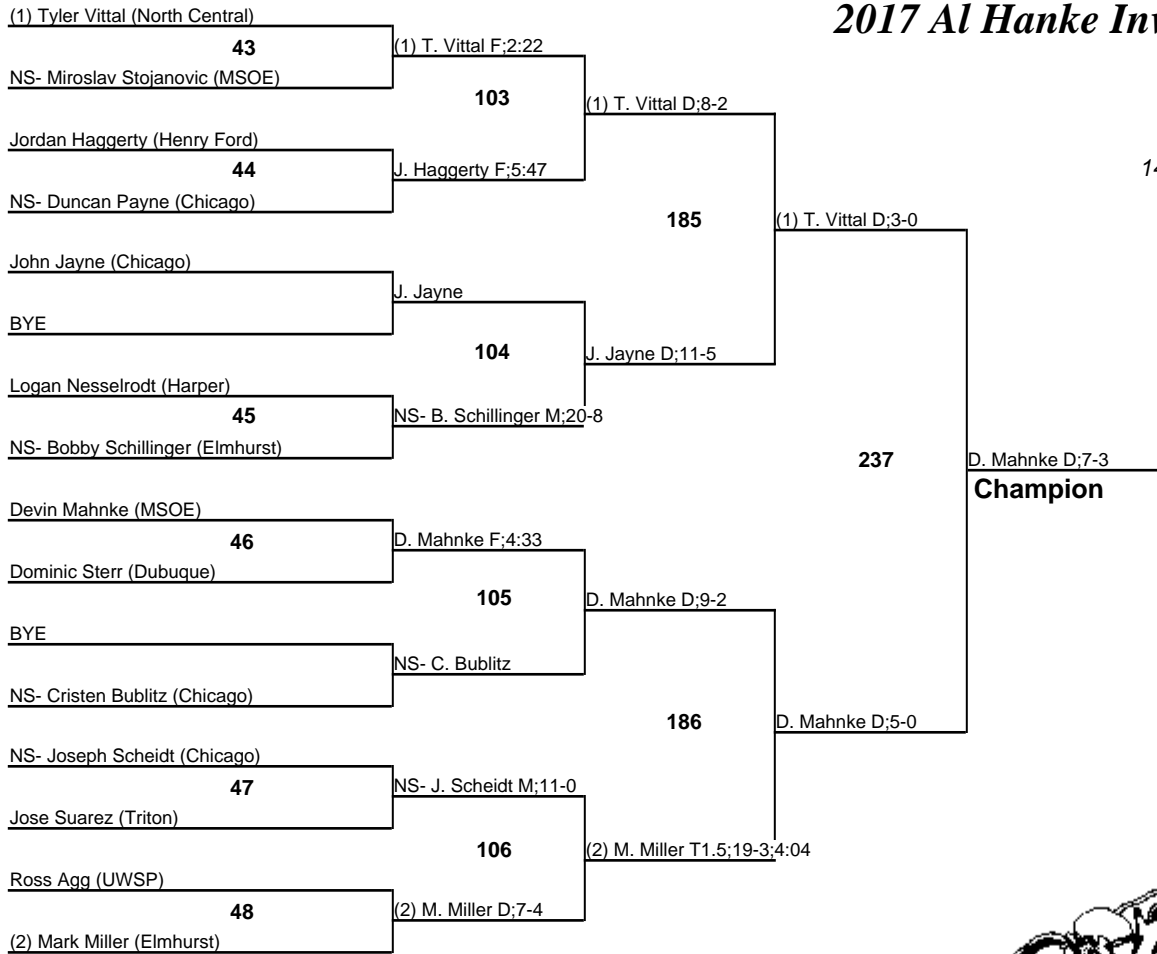 2017 Al Hanke Inv
14
(1) Tyler Vittal (North Central)
43
NS- Miroslav Stojanovic (MSOE)
Jordan Haggerty (Henry Ford)
44
NS- Duncan Payne (Chicago)
John Jayne (Chicago)
BYE
Logan Nesselrodt (Harper)
45
NS- Bobby Schillinger (Elmhurst)
Devin Mahnke (MSOE)
46
Dominic Sterr (Dubuque)
BYE
NS- Cristen Bublitz (Chicago)
NS- Joseph Scheidt (Chicago)
47
Jose Suarez (Triton)
Ross Agg (UWSP)
48
(2) Mark Miller (Elmhurst)
(1) T. Vittal F;2:22
103
J. Haggerty F;5:47
J. Jayne
104
NS- B. Schillinger M;20-8
D. Mahnke F;4:33
105
NS- C. Bublitz
NS- J. Scheidt M;11-0
106
(2) M. Miller D;7-4
(1) T. Vittal D;8-2
185
J. Jayne D;11-5
D. Mahnke D;9-2
186
(2) M. Miller T1.5;19-3;4:04
(1) T. Vittal D;3-0
237
D. Mahnke D;5-0
D. Mahnke D;7-3
Champion